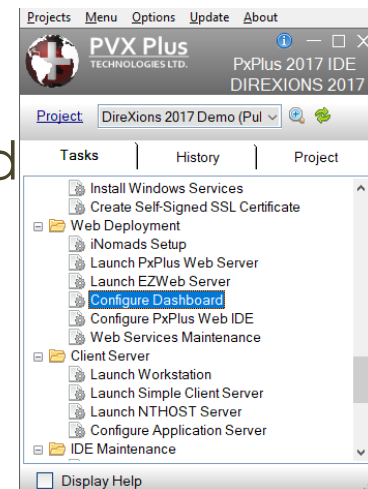 Projects Menu Options Update About
PVX Plus
TECHNOLOGIES LTD.
PxPlus 2017 IDE
DIREXIONS 2017
Project: DireXions 2017 Demo (Pul
d
Tasks History Project
Install Windows Services
Create Self-Signed SSL Certificate
Web Deployment
iNomads Setup
Launch PxPlus Web Server
Launch EZWeb Server
Configure Dashboard
Configure PxPlus Web IDE
Web Services Maintenance
Client Server
Launch Workstation
Launch Simple Client Server
Launch NTHOST Server
Configure Application Server
IDE Maintenance
Display Help